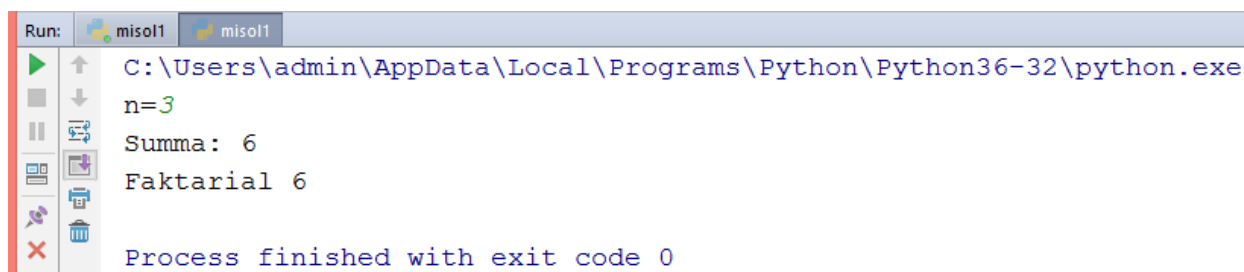 Run: misol1 misol1
C:\Users\admin\AppData\Local\Programs\Python\Python36-32\python.exe
n=3
Summa: 6
Faktarial 6
Process finished with exit code 0